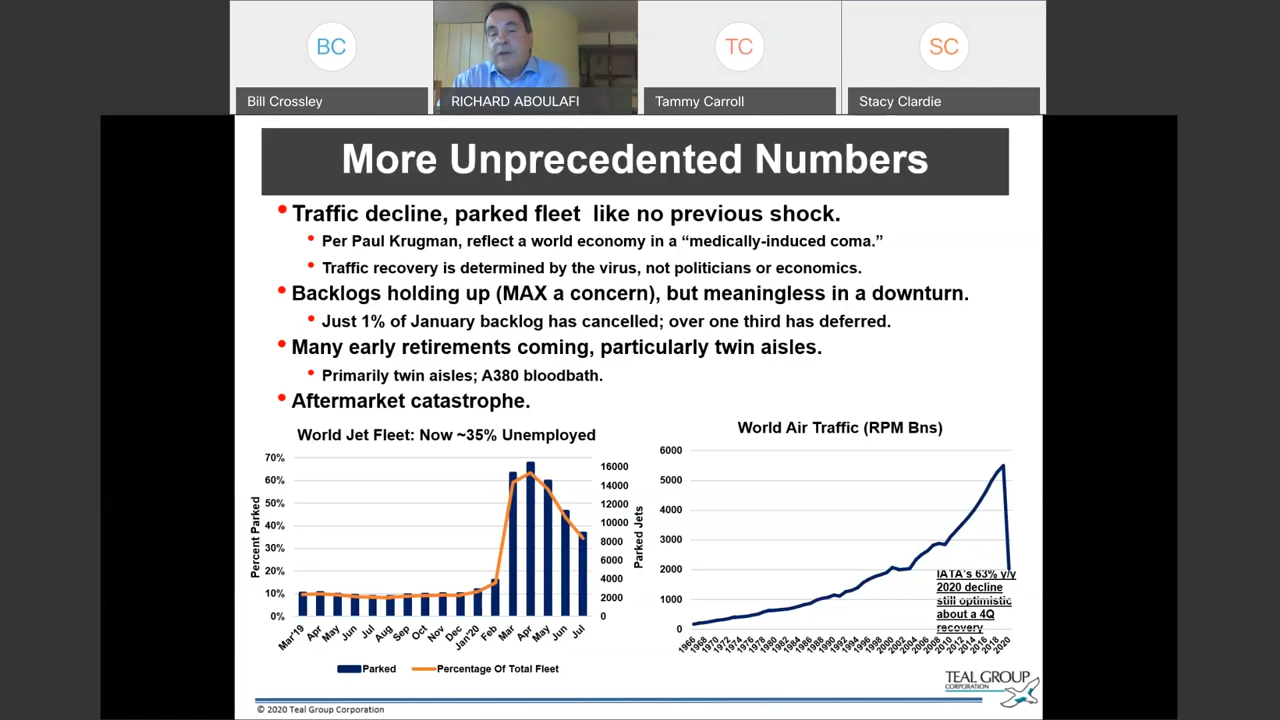 BC
TC
SC
Bill Crossley
RICHARD ABOULAFI
Tammy Carroll
Stacy Clardie
More Unprecedented Numbers
• Traffic decline, parked fleet like no previous shock.
• Per Paul Krugman, reflect a world economy in a “medically-induced coma.”
• Traffic recovery is determined by the virus, not politicians or economics.
• Backlogs holding up (MAX a concern), but meaningless in a downturn.
• Just 1% of January backlog has cancelled; over one third has deferred.
• Many early retirements coming, particularly twin aisles.
• Primarily twin aisles; A380 bloodbath.
• Aftermarket catastrophe.
World Jet Fleet: Now ~35% Unemployed
70%
60%
50%
40%
30%
20%
10%
0%
Percent Parked
16000
14000
12000
10000
8000
6000
4000
2000
0
Parked Jets
Mar'19 Apr May Jun Jul Aug Sep Oct Nov Dec Jan'20 Feb Mar Apr May Jun Jul
Parked Percentage Of Total Fleet
World Air Traffic (RPM Bns)
6000
5000
4000
3000
2000
1000
0
1966 1968 1970 1972 1974 1976 1978 1980 1982 1984 1986 1988 1990 1992 1994 1996 1998 2000 2002 2004 2006 2008 2010 2012 2014 2016 2018 2020
IATA's 63% y/y
2020 decline
still optimistic
about a 4Q
recovery
TEAL GROUP
CORPORATION
© 2020 Teal Group Corporation